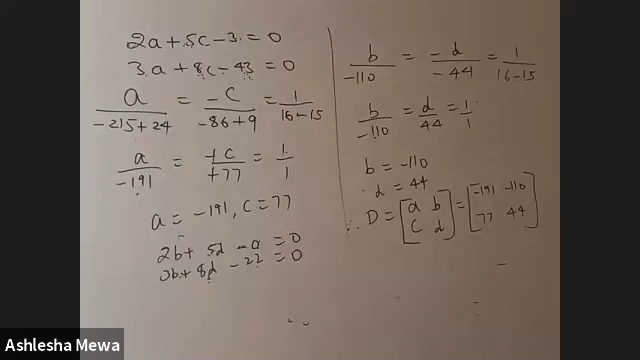 2a + 5c - 3 = 0
3a + 8c - 43 = 0
a/(-215+24) = -c/(-86+9) = 1/(16-15)
a/-191 = +c/+77 = 1/1
a = -191, c = 77
2b + 5d - 0 = 0
3b + 8d - 22 = 0
b/-110 = -d/-44 = 1/(16-15)
b/-110 = d/44 = 1/1
b = -110
d = 44
∴ D = [a b c d] = [-191 -110 77 44]
Ashlesha Mewa